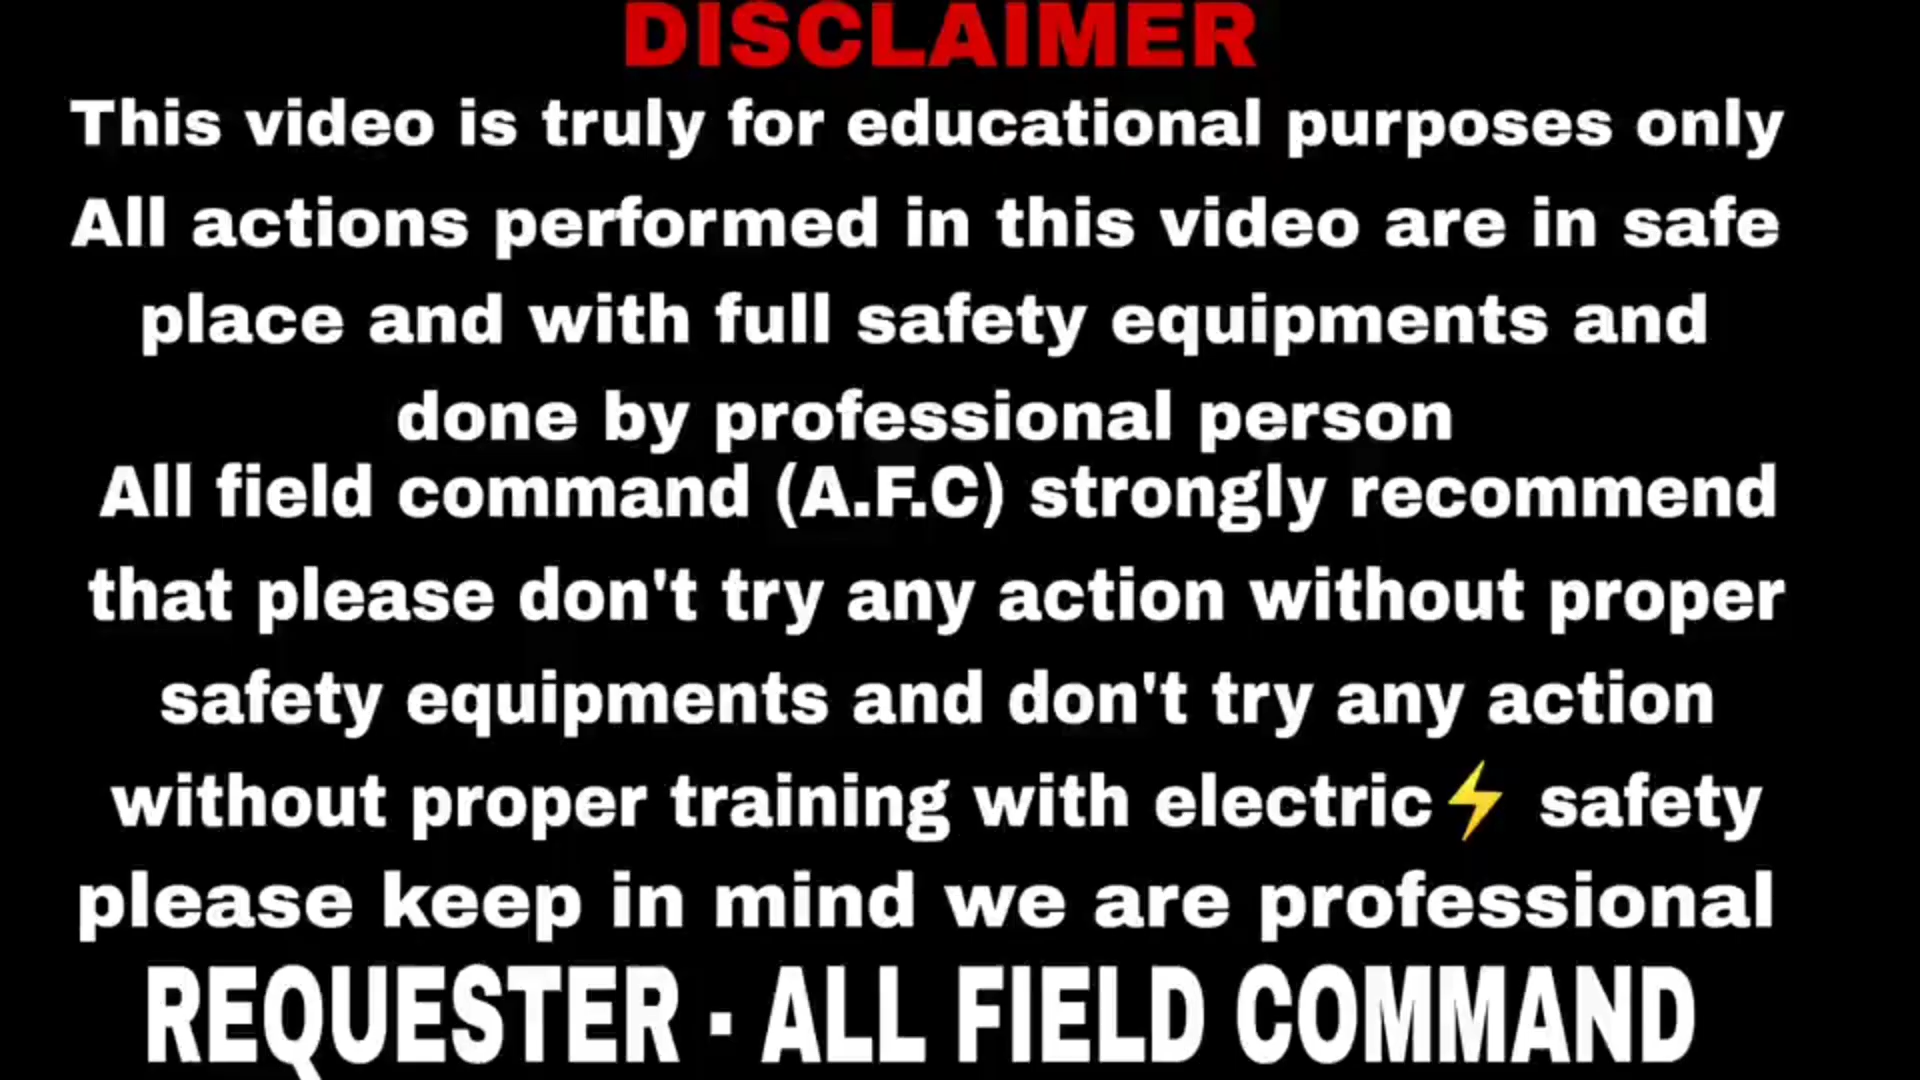 DISCLAIMER
This video is truly for educational purposes only
All actions performed in this video are in safe
place and with full safety equipments and
done by professional person
All field command (A.F.C) strongly recommend
that please don't try any action without proper
safety equipments and don't try any action
without proper training with electric⚡ safety
please keep in mind we are professional
REQUESTER - ALL FIELD COMMAND